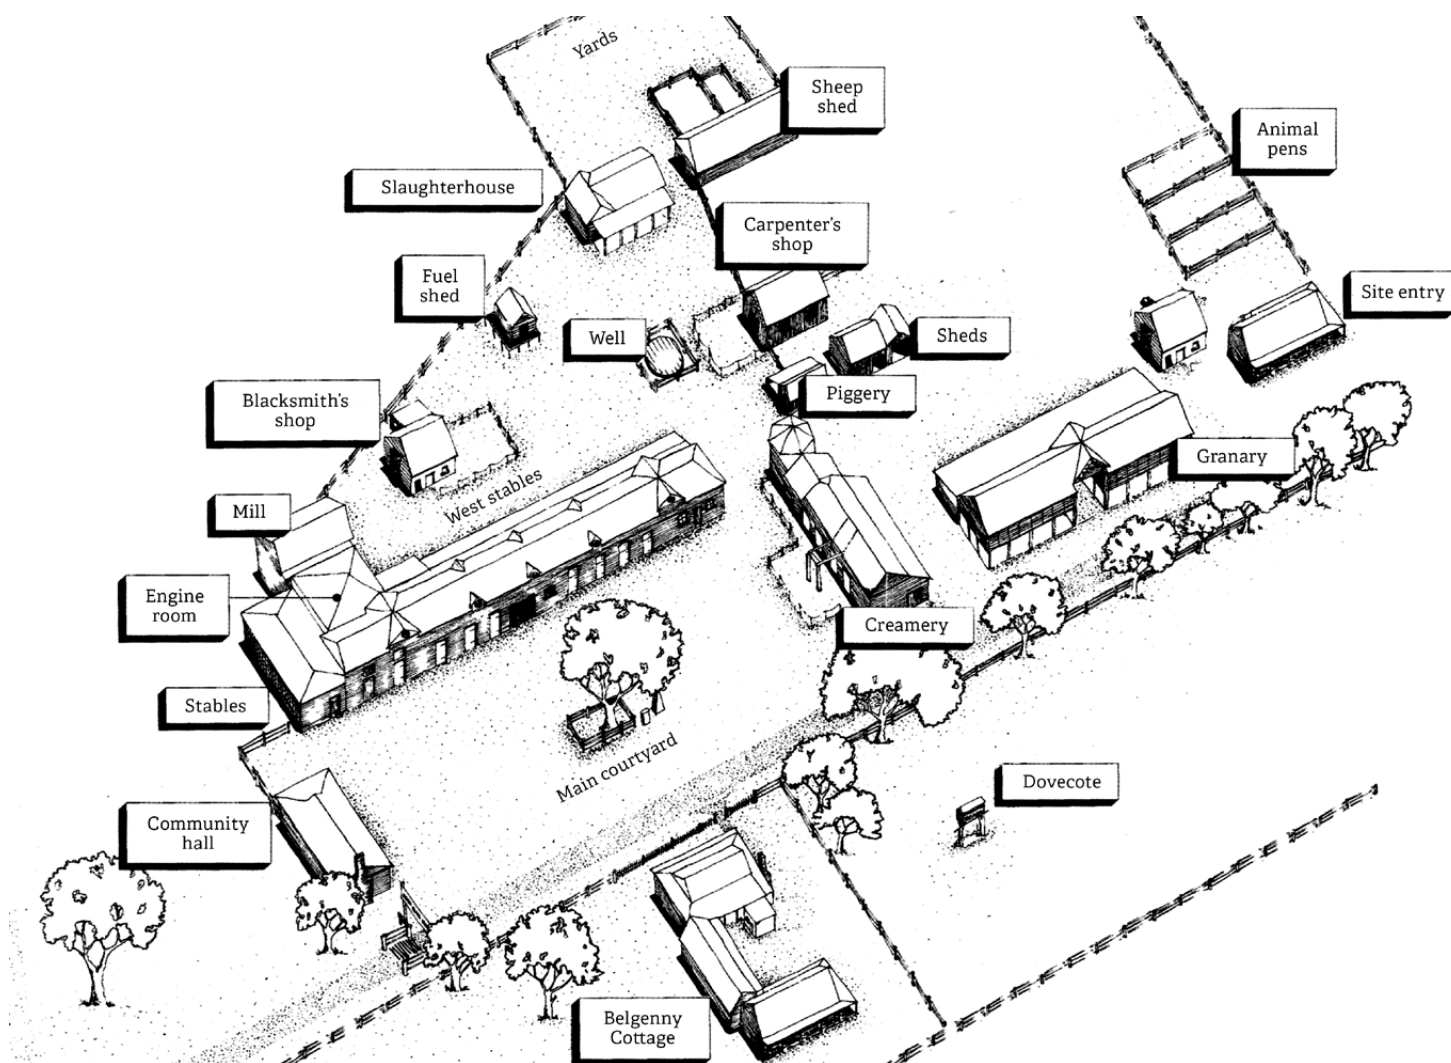 Yards
Sheep
shed
Animal
pens
Slaughterhouse
Carpenter's
shop
Fuel
shed
Site entry
Well
Sheds
Piggery
Blacksmith's
shop
Granary
West stables
Mill
Engine
room
Creamery
Stables
Main courtyard
Dovecote
Community
hall
Belgenny
Cottage